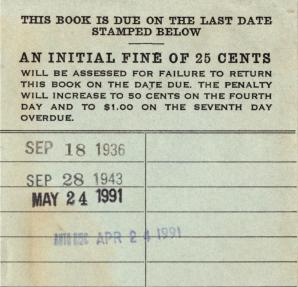 THIS BOOK IS DUE ON THE LAST DATE
STAMPED BELOW
AN INITIAL FINE OF 25 CENTS
WILL BE ASSESSED FOR FAILURE TO RETURN
THIS BOOK ON THE DATE DUE. THE PENALTY
WILL INCREASE TO 50 CENTS ON THE FOURTH
DAY AND TO $1.00 ON THE SEVENTH DAY
OVERDUE.
SEP 18 1936
SEP 28 1943
MAY 24 1991
APR 24 1991